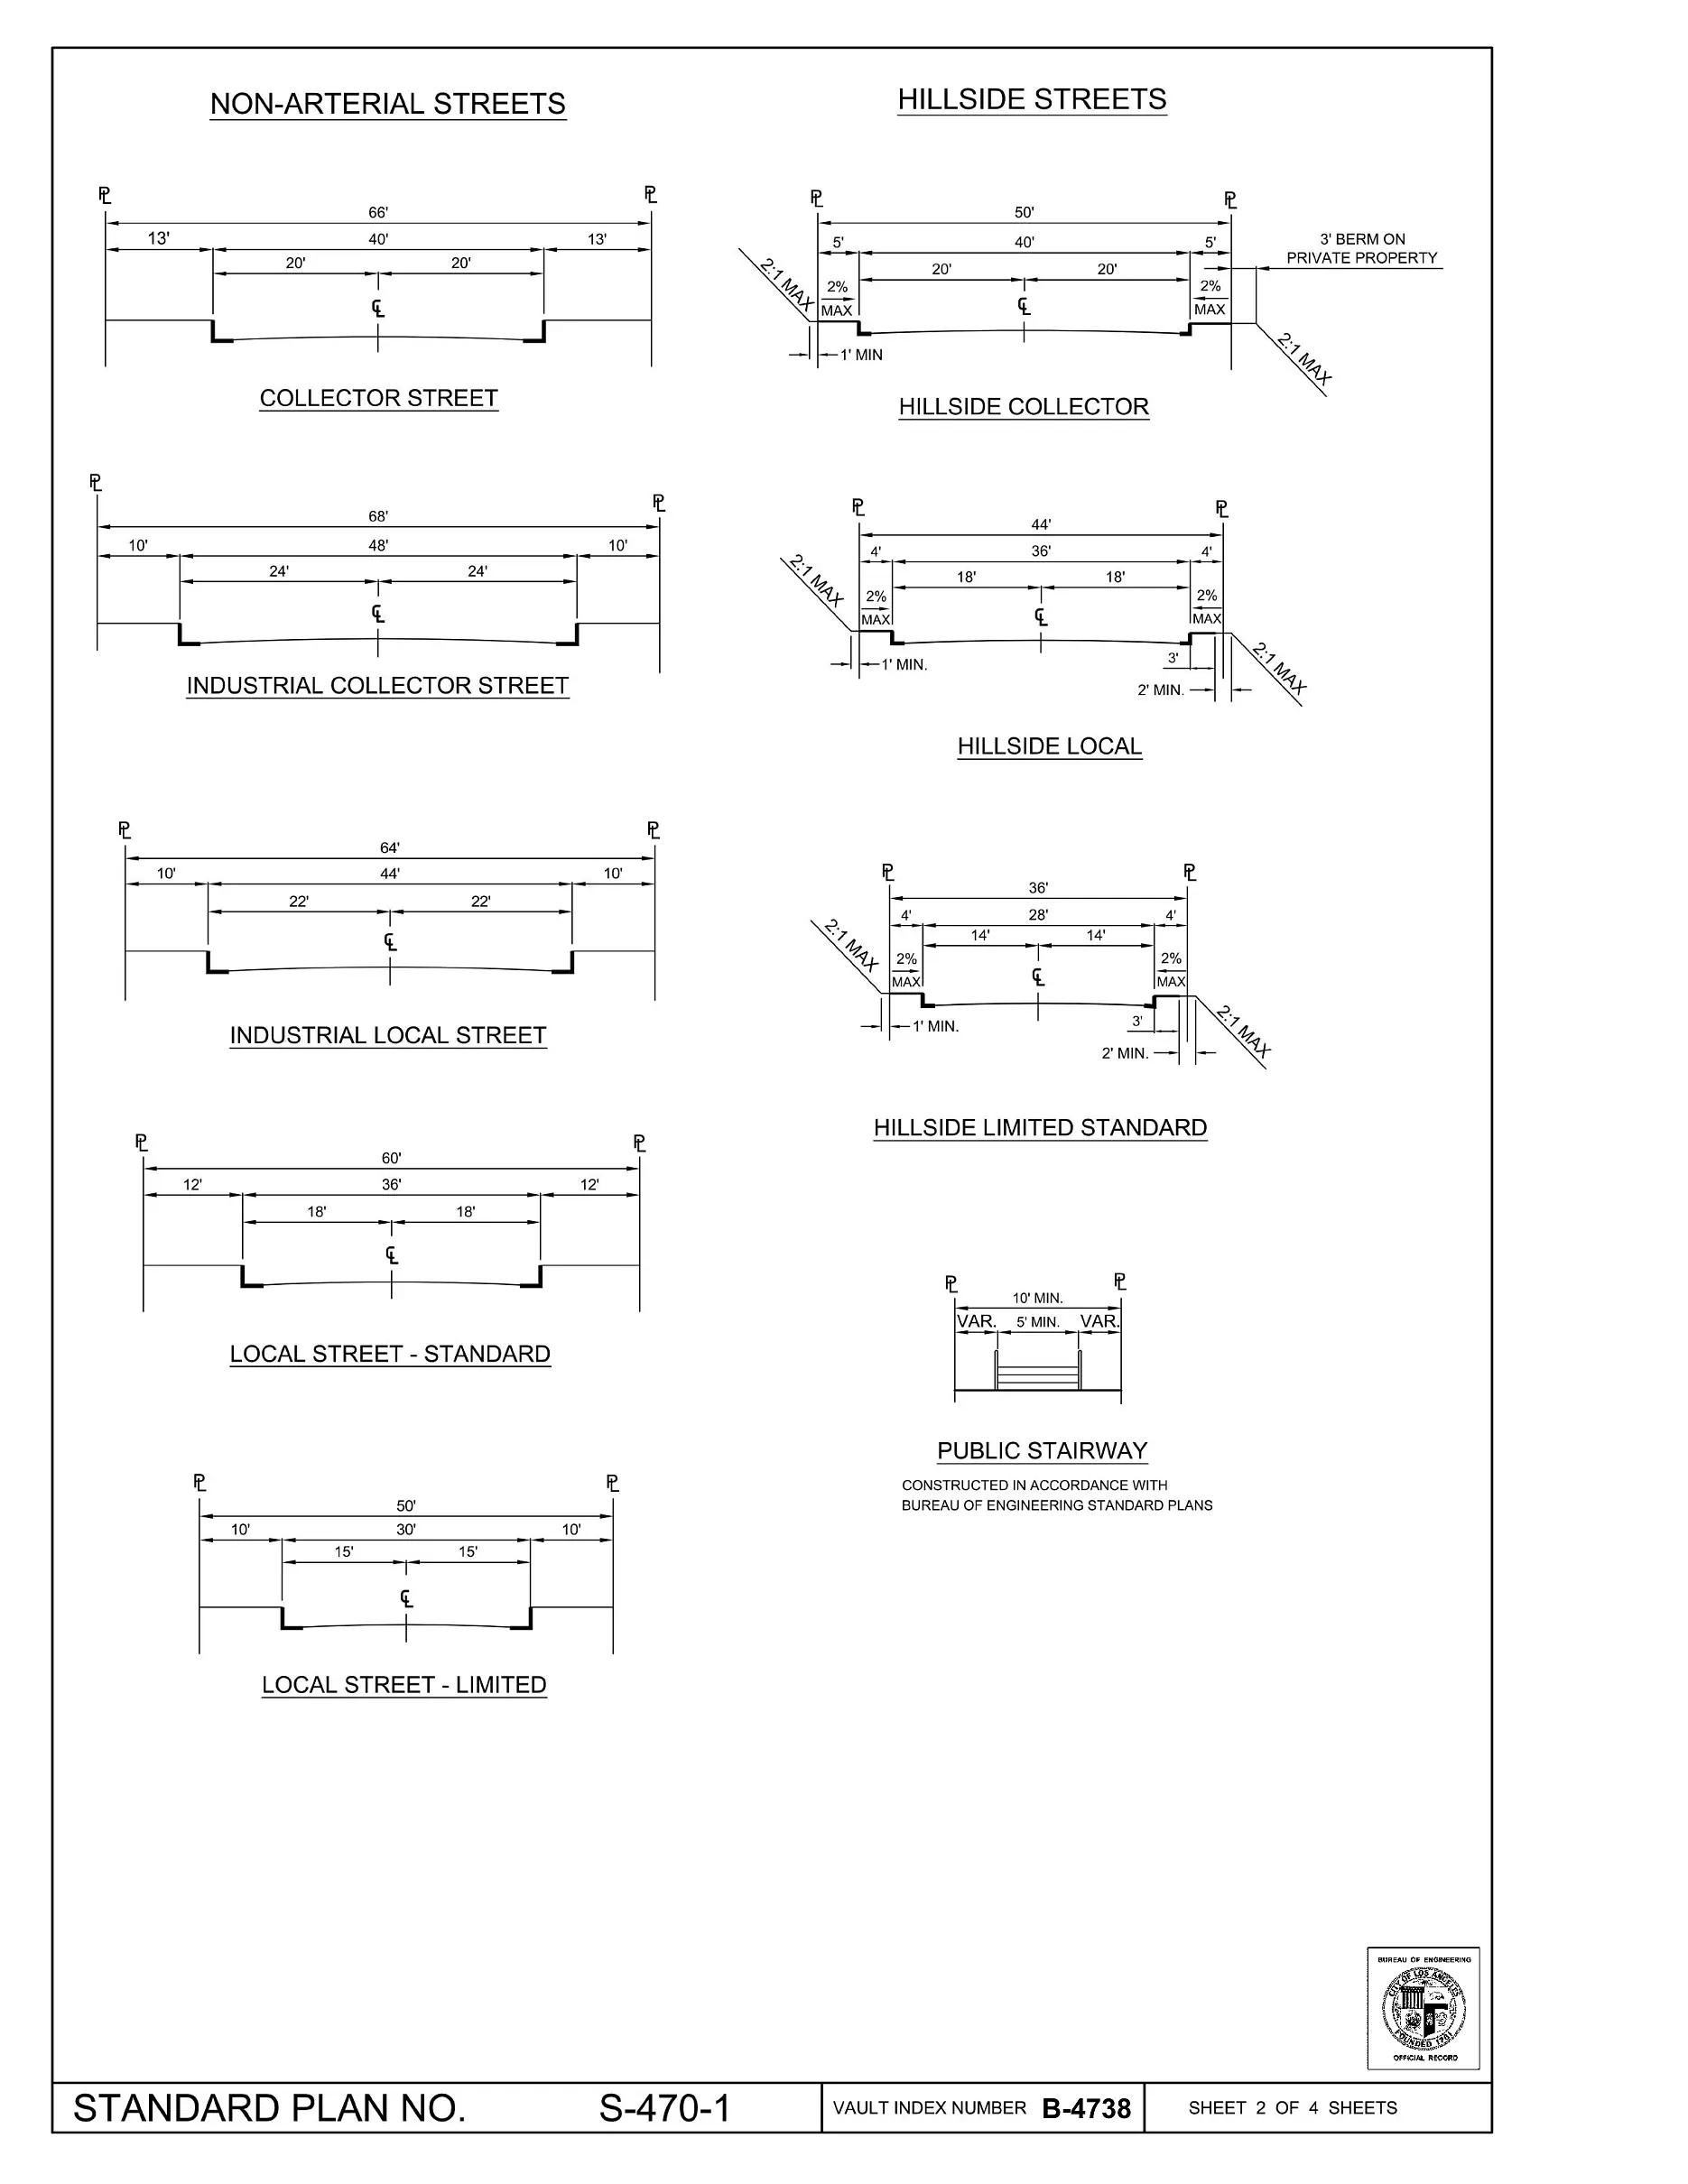 NON-ARTERIAL STREETS
PL
PL
66'
13'
40'
13'
20'
20'
CL
COLLECTOR STREET
PL
PL
68'
10'
48'
10'
24'
24'
CL
INDUSTRIAL COLLECTOR STREET
PL
PL
64'
10'
44'
10'
22'
22'
CL
INDUSTRIAL LOCAL STREET
PL
PL
60'
12'
36'
12'
18'
18'
CL
LOCAL STREET - STANDARD
PL
PL
50'
10'
30'
10'
15'
15'
CL
LOCAL STREET - LIMITED
HILLSIDE STREETS
PL
PL
50'
5'
40'
5'
3' BERM ON
PRIVATE PROPERTY
20'
20'
2:1 MAX
2%
MAX
CL
2%
MAX
1' MIN
2:1 MAX
HILLSIDE COLLECTOR
PL
PL
44'
4'
36'
4'
18'
18'
2:1 MAX
2%
MAX
CL
2%
MAX
1' MIN.
3'
2' MIN.
2:1 MAX
HILLSIDE LOCAL
PL
PL
36'
4'
28'
4'
14'
14'
2:1 MAX
2%
MAX
CL
2%
MAX
1' MIN.
3'
2' MIN.
2:1 MAX
HILLSIDE LIMITED STANDARD
PL
PL
10' MIN.
VAR.
5' MIN.
VAR.
PUBLIC STAIRWAY
CONSTRUCTED IN ACCORDANCE WITH
BUREAU OF ENGINEERING STANDARD PLANS
BUREAU OF ENGINEERING
CITY OF LOS ANGELES
FOUNDED 1781
OFFICIAL RECORD
STANDARD PLAN NO. S-470-1
VAULT INDEX NUMBER B-4738
SHEET 2 OF 4 SHEETS